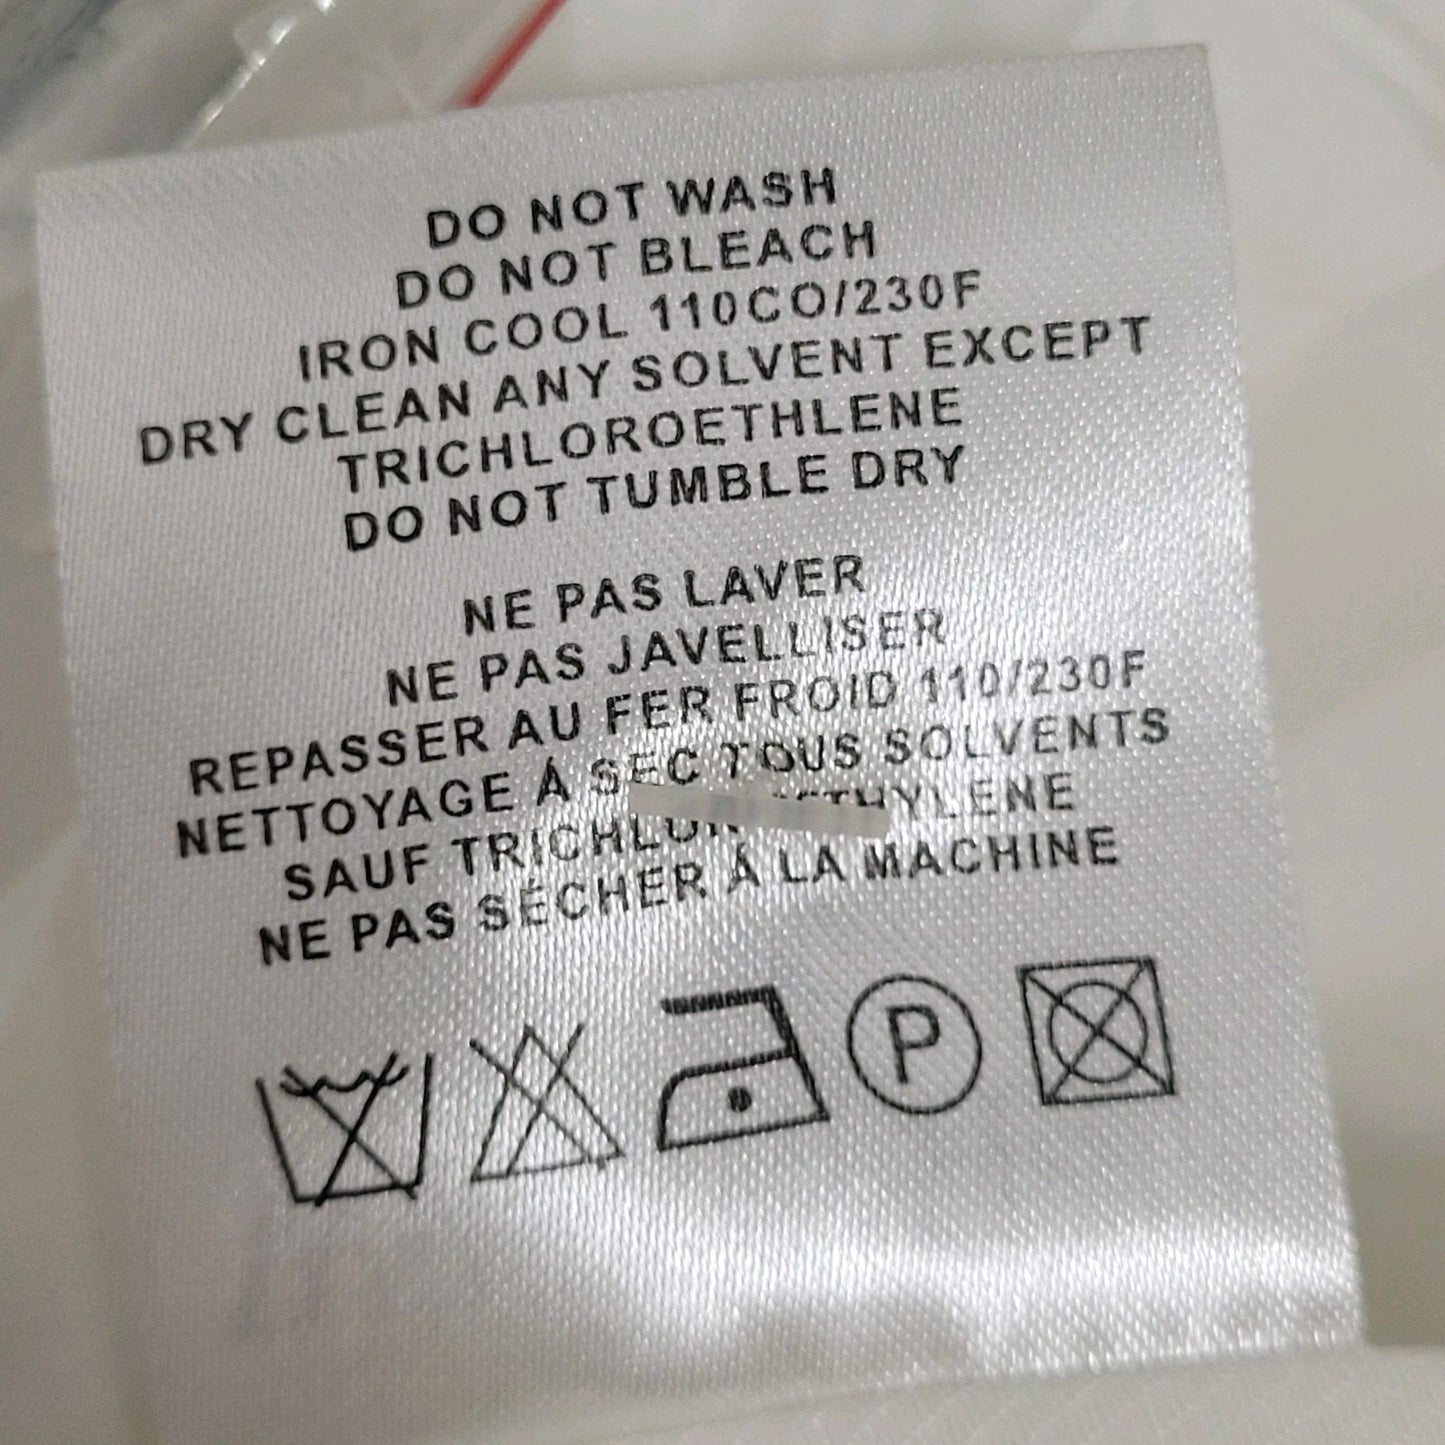 DO NOT WASH
DO NOT BLEACH
IRON COOL 110CO/230F
DRY CLEAN ANY SOLVENT EXCEPT
TRICHLOROETHLENE
DO NOT TUMBLE DRY
NE PAS LAVER
NE PAS JAVELLISER
REPASSER AU FER FROID 110/230F
NETTOYAGE À SEC TOUS SOLVENTS
SAUF
NE PAS SÉCHER À LA MACHINE
P